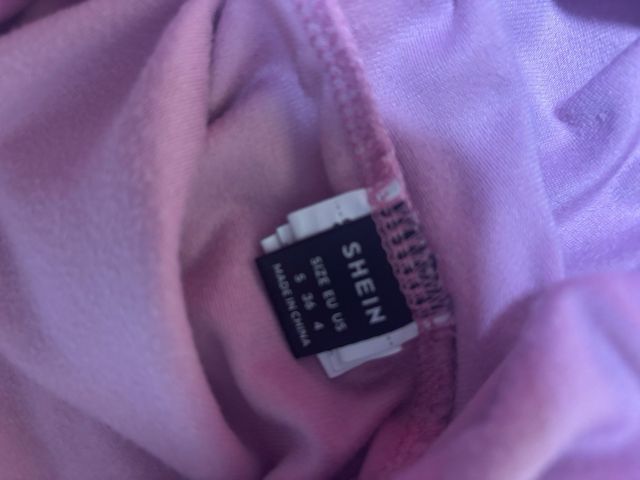 SHEIN
SIZE EU US
S 36 4
MADE IN CHINA